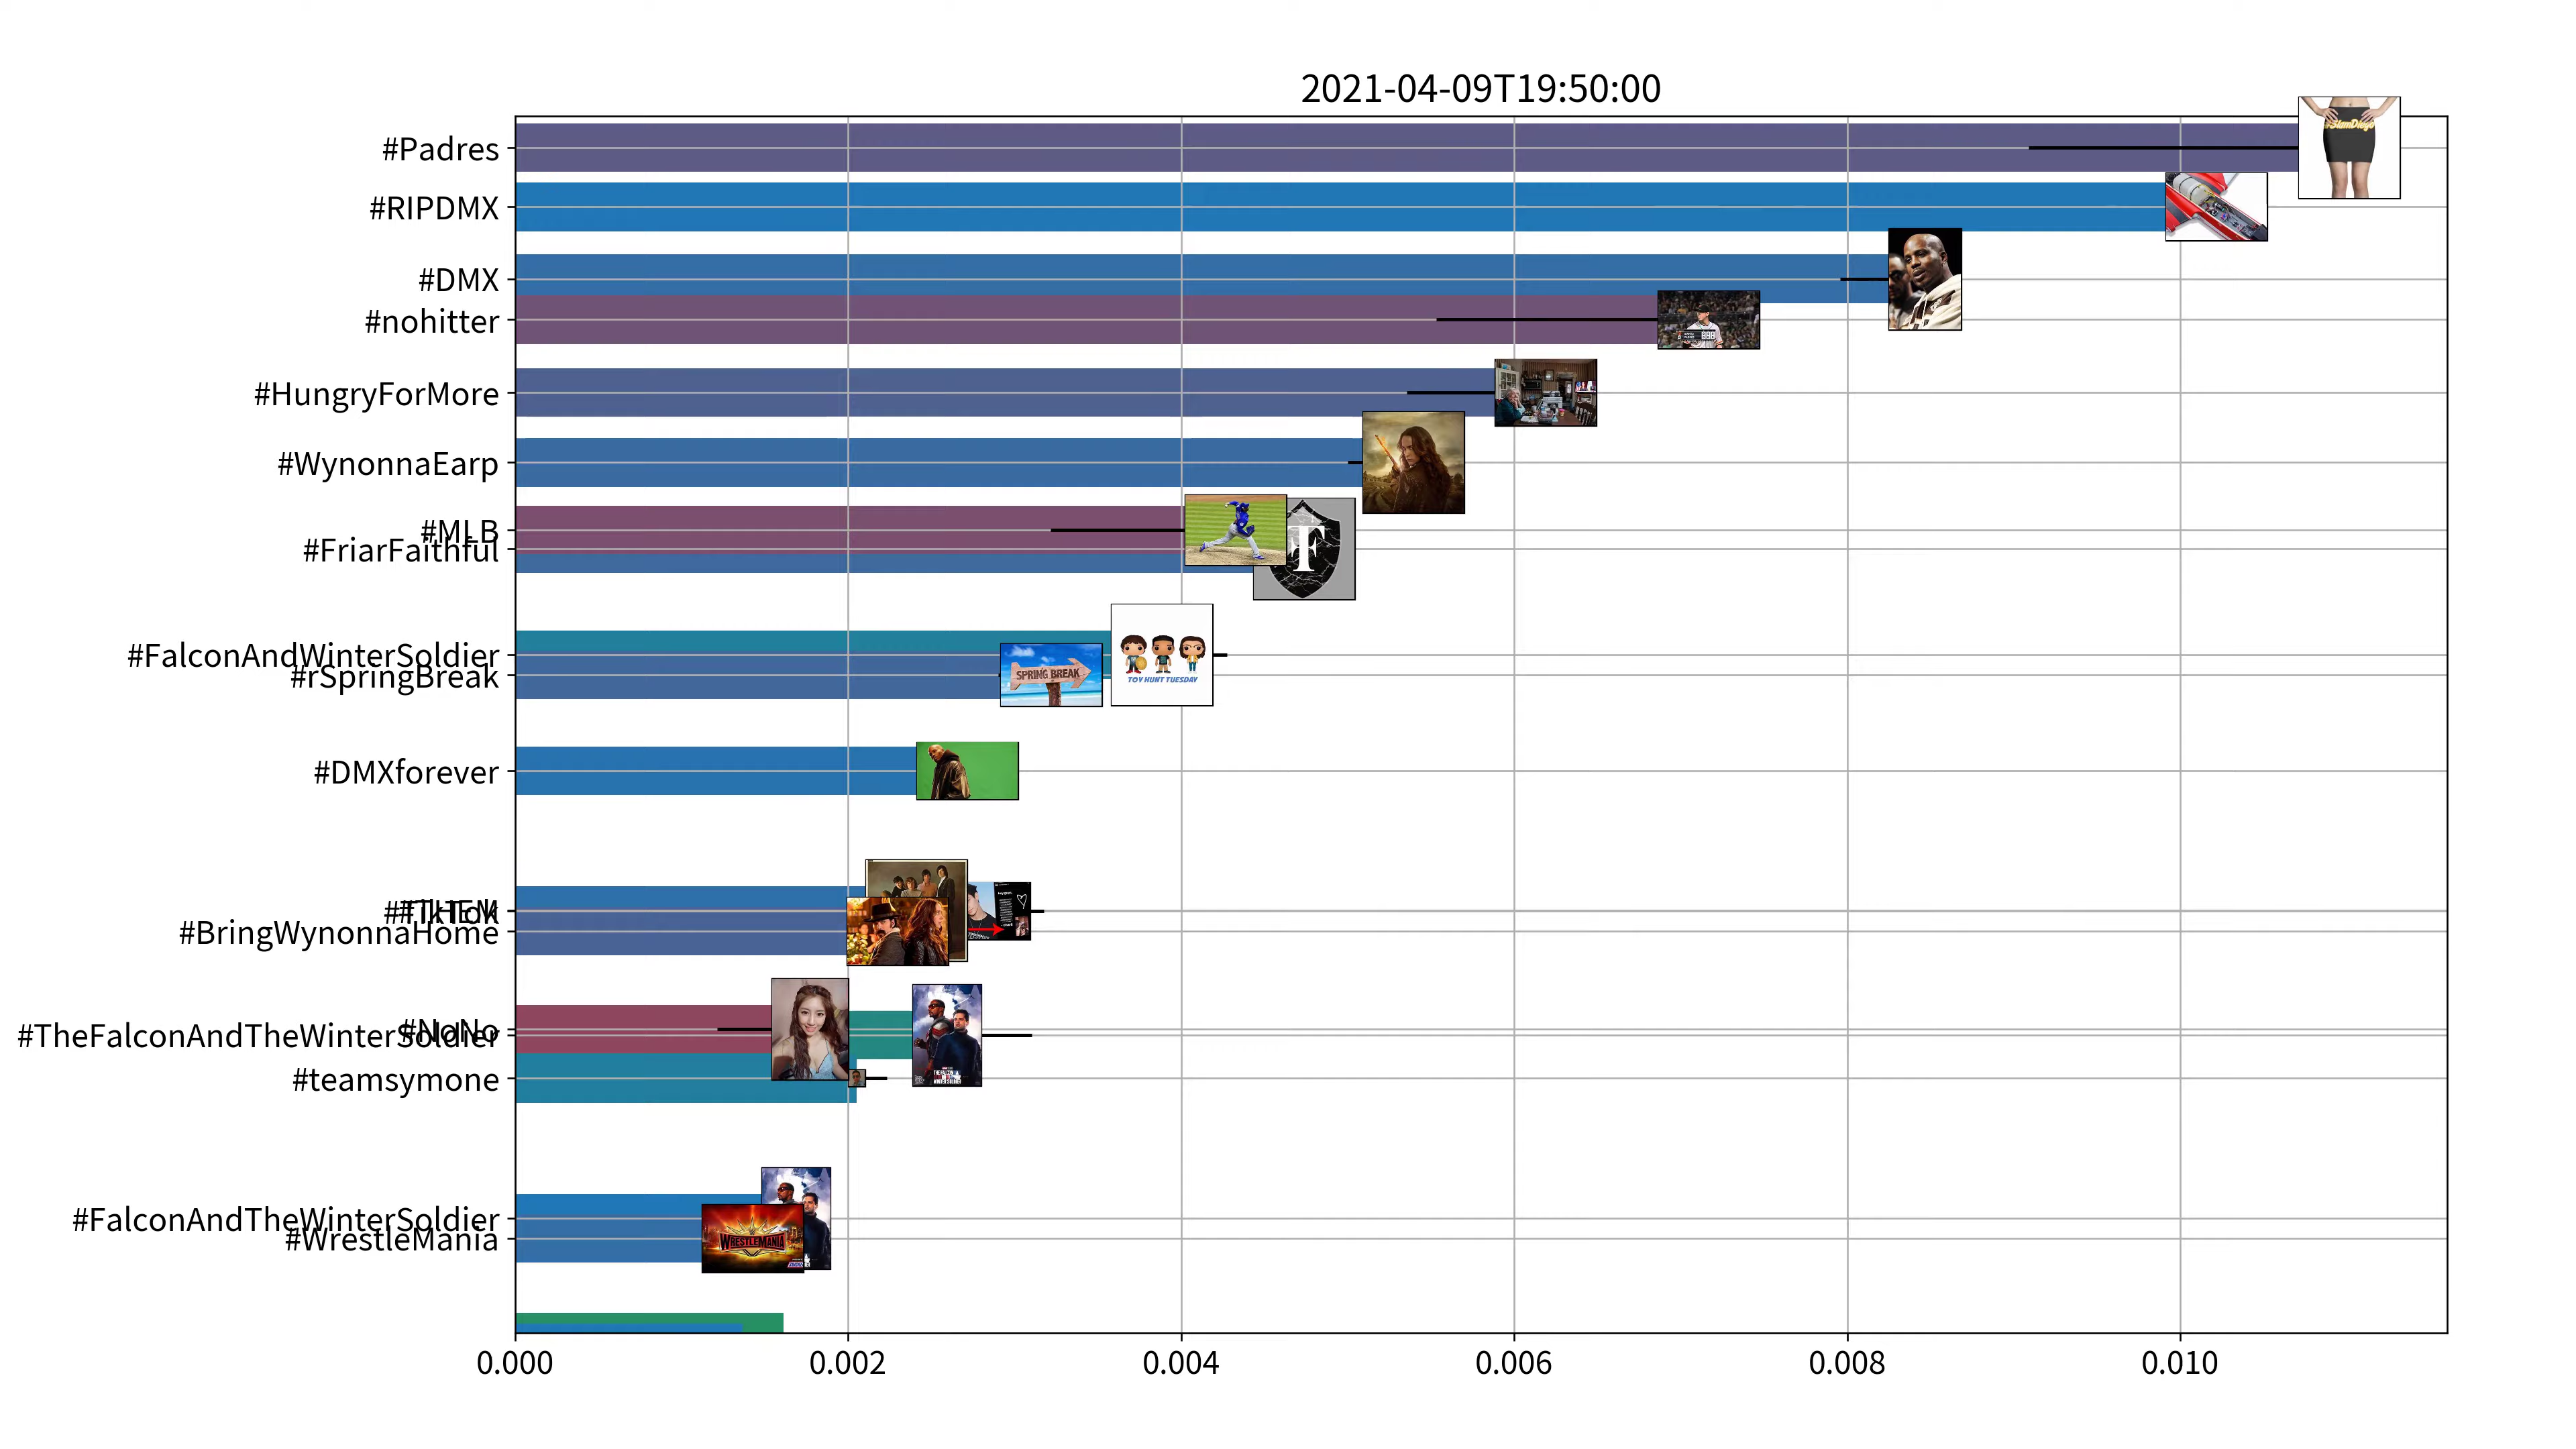 2021-04-09T19:50:00
#Padres
#SlamDiego
#RIPDMX
#DMX
#nohitter
#HungryForMore
#WynonnaEarp
#MLB
#FriarFaithful
T
#FalconAndWinterSoldier
#rSpringBreak
SPRING BREAK
TOY HUNT TUESDAY
#DMXforever
#TikTok
#BringWynonnaHome
#NoNo
#TheFalconAndTheWinterSoldier
#teamsymone
#FalconAndTheWinterSoldier
#WrestleMania
WRESTLEMANIA
0.000 0.002 0.004 0.006 0.008 0.010